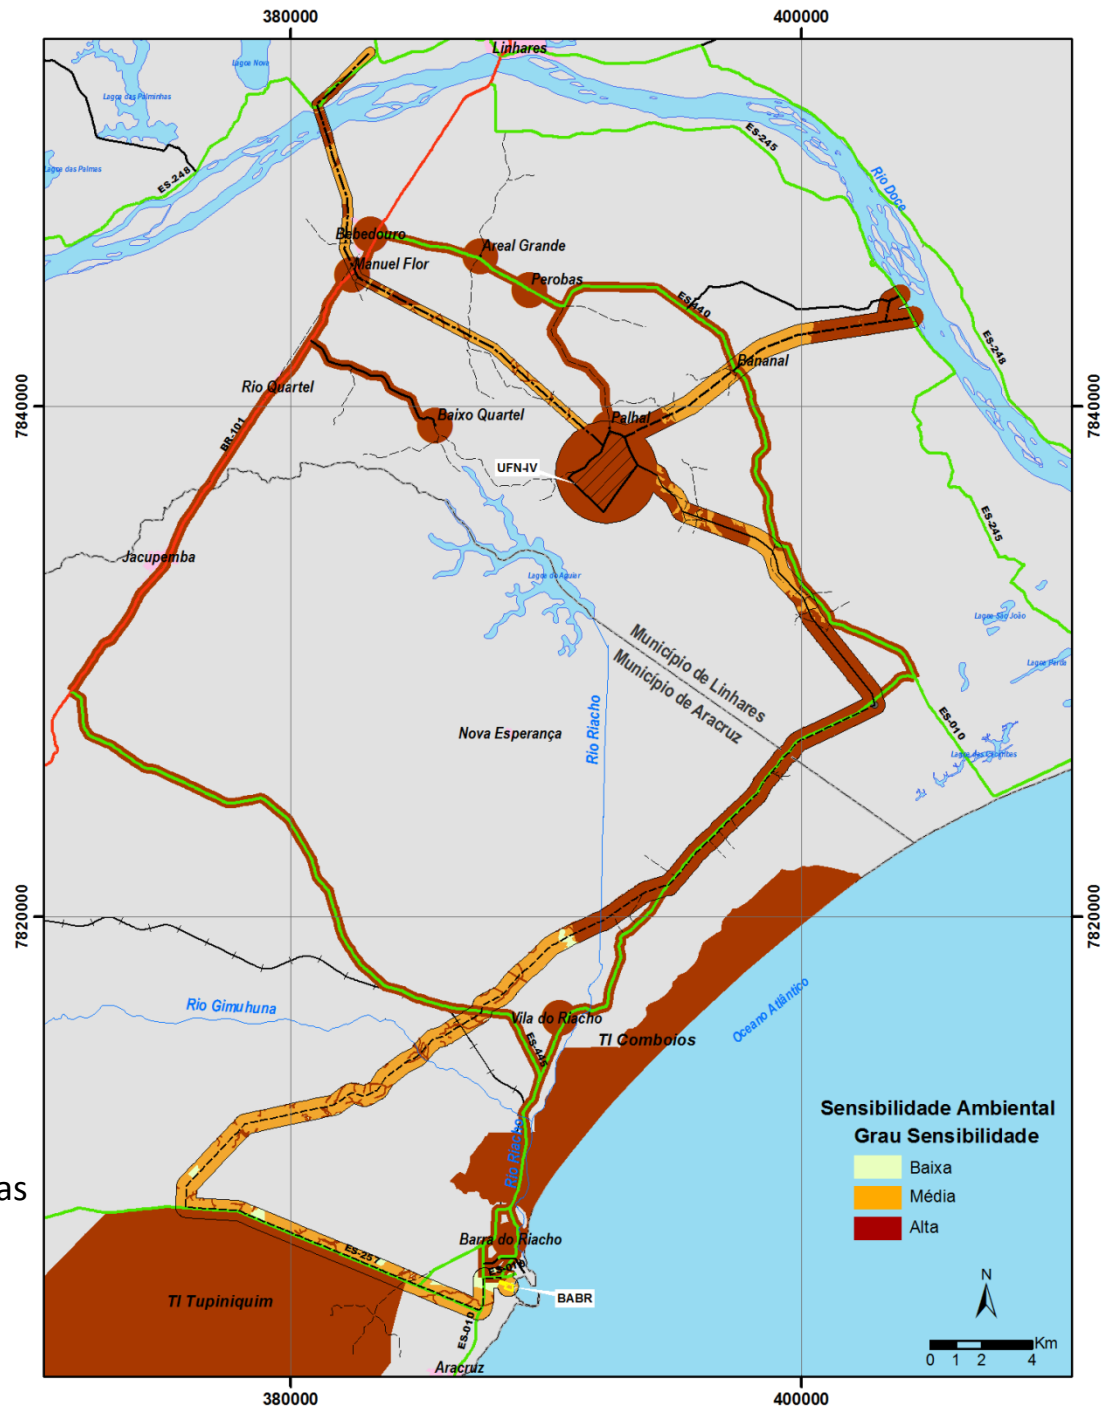 380000
400000
Linhares
Lagoa Nova
Lagoa das Palminhas
Lagoa das Palmas
ES-248
ES-245
Rio Doce
Bebedouro
Areal Grande
Manuel Flor
Perobas
ES-440
ES-248
Bananal
Rio Quartel
7840000
7840000
Baixo Quartel
Palhal
BR-101
UFN-IV
ES-245
Jacupemba
Lagoa do Aguiar
Lagoa São João
Município de Linhares
Município de Aracruz
Lagoa Parda
Nova Esperança
Rio Riacho
ES-010
7820000
7820000
Rio Gimuhuna
Oceano Atlântico
Vila do Riacho
ES-445
TI Comboios
Sensibilidade Ambiental
Grau Sensibilidade
Baixa
Média
Alta
Rio Riacho
as
Barra do Riacho
ES-257
ES-010
TI Tupiniquim
BABR
ES-010
N
Km
0 1 2 4
Aracruz
380000
400000